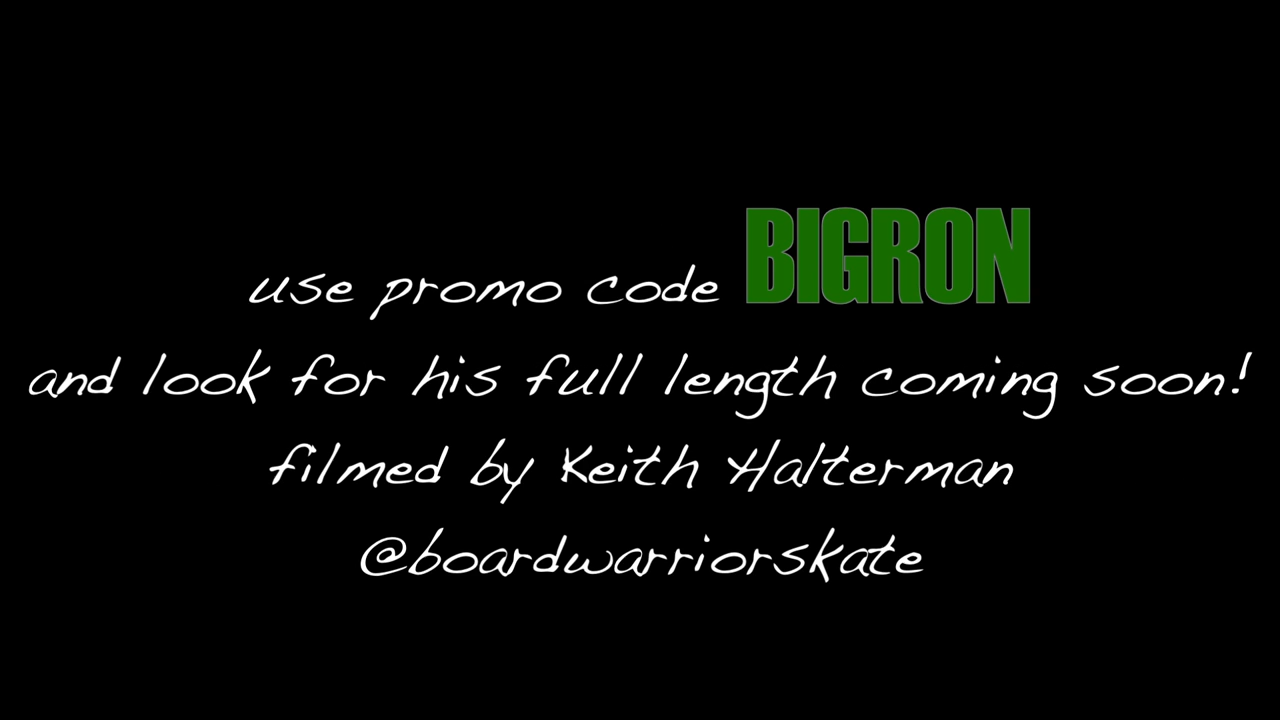 use promo code BIGRON
and look for his full length coming soon!
filmed by Keith Halterman
@boardwarriorskate